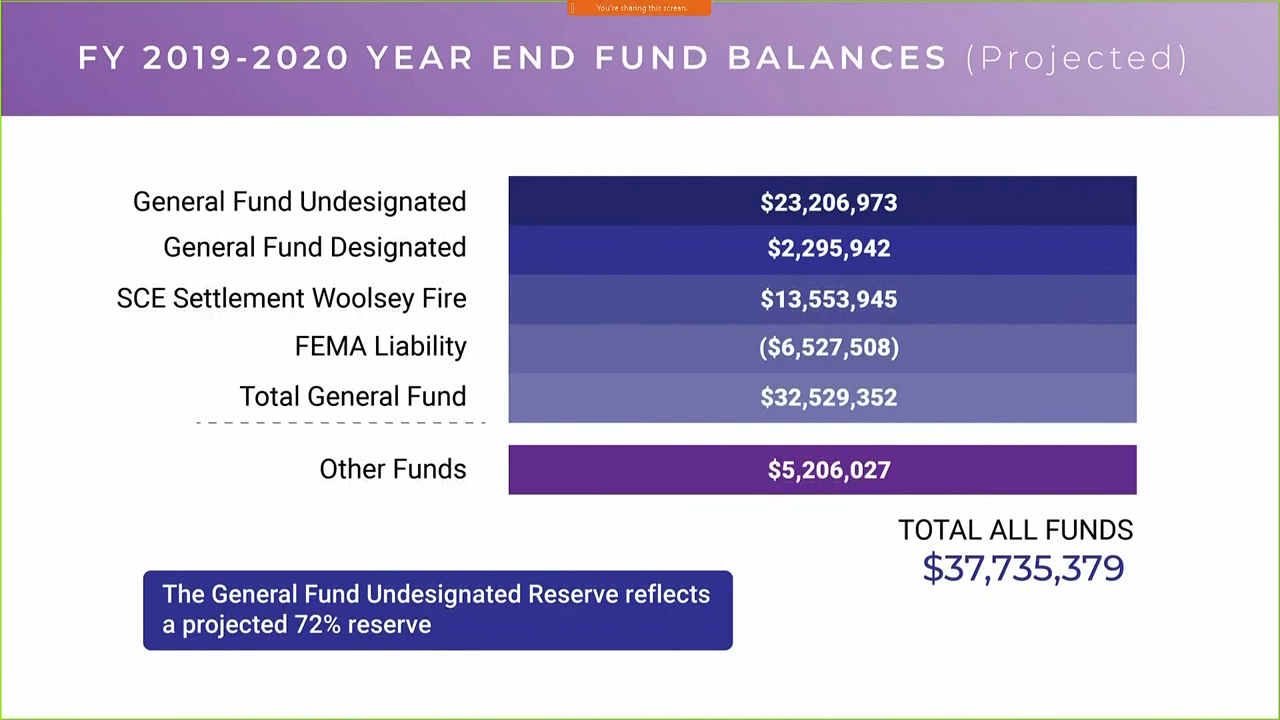 You're sharing this screen.
FY 2019-2020 YEAR END FUND BALANCES (Projected)
General Fund Undesignated $23,206,973
General Fund Designated $2,295,942
SCE Settlement Woolsey Fire $13,553,945
FEMA Liability ($6,527,508)
Total General Fund $32,529,352
Other Funds $5,206,027
TOTAL ALL FUNDS
$37,735,379
The General Fund Undesignated Reserve reflects
a projected 72% reserve